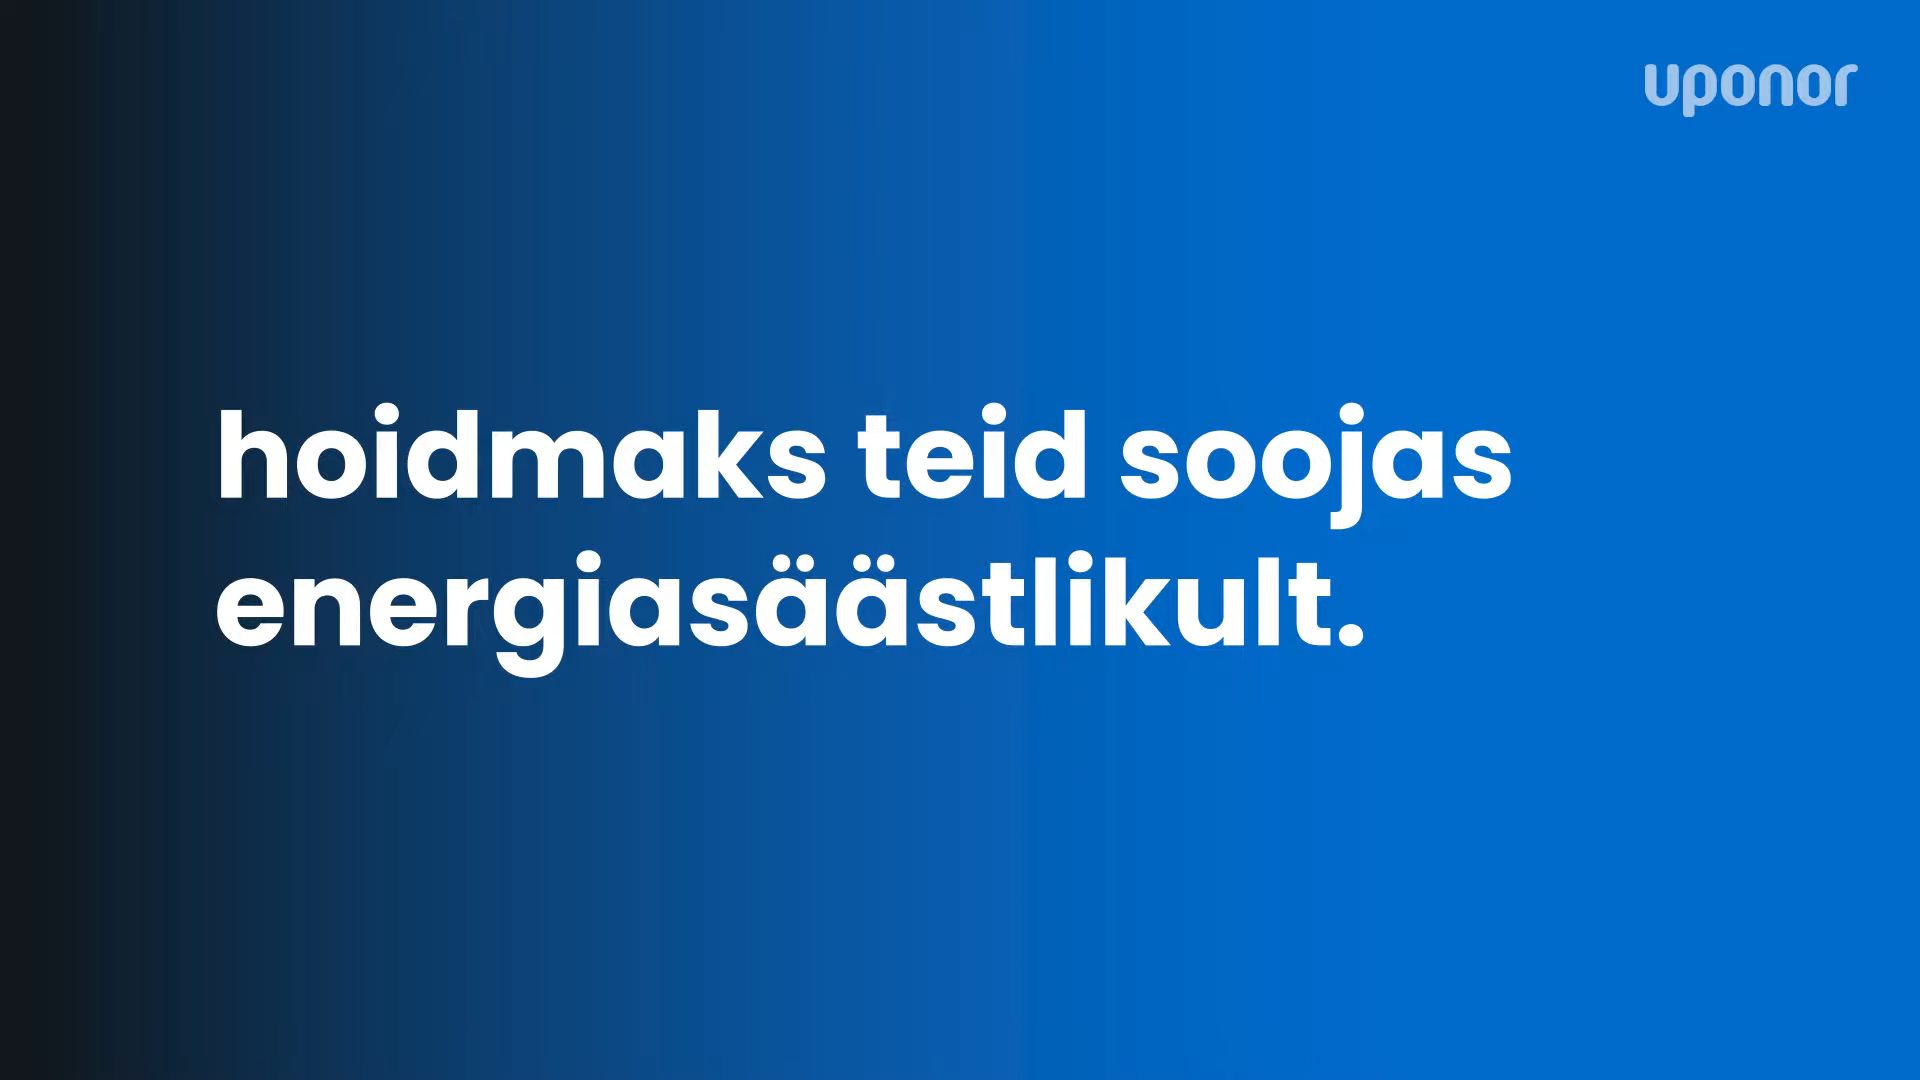 uponor
hoidmaks teid soojas
energiasäästlikult.